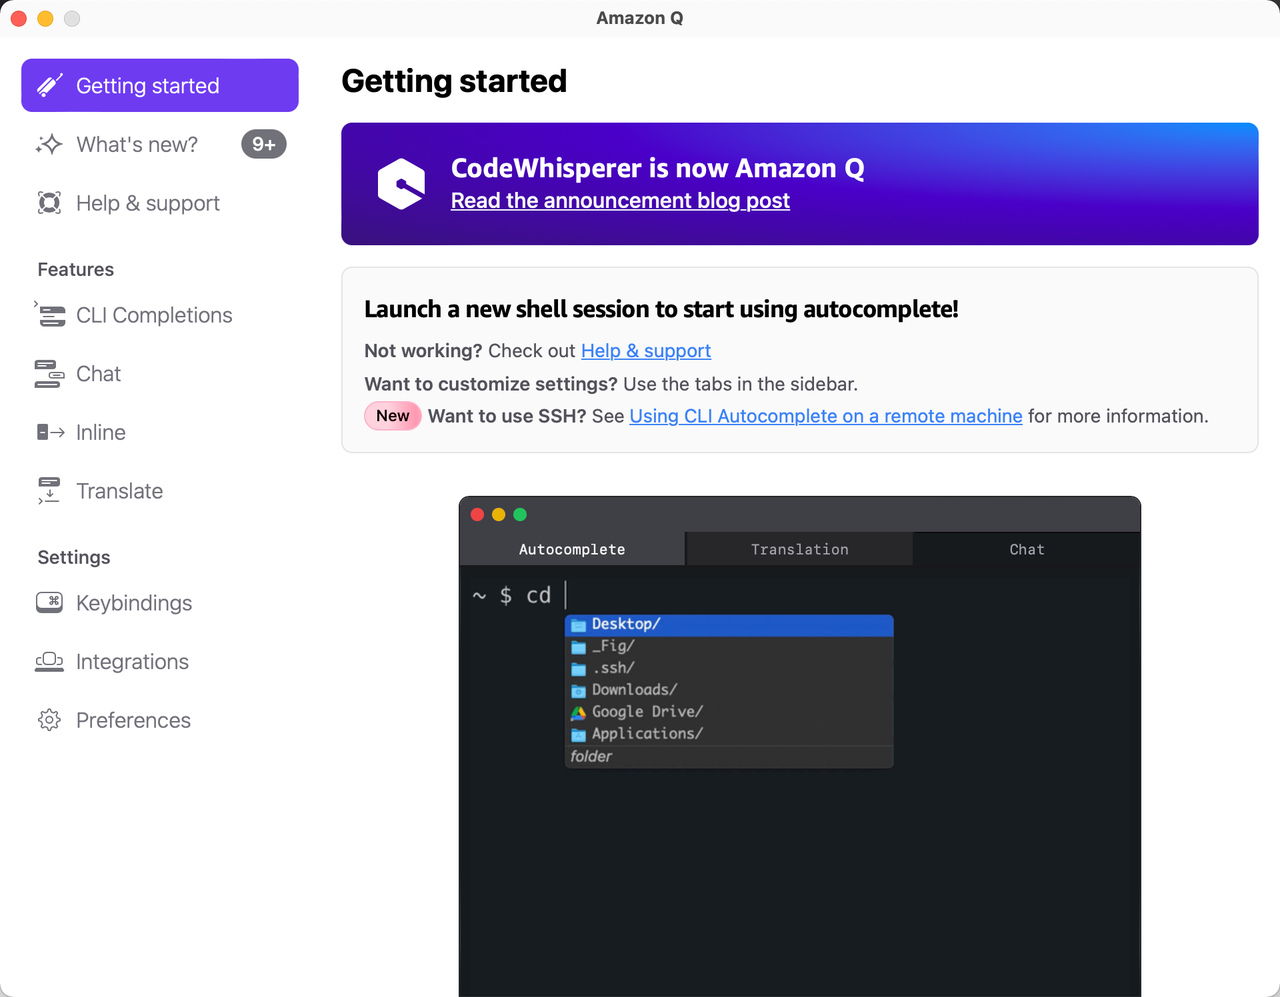 Amazon Q
Getting started
What's new?
9+
Help & support
Features
CLI Completions
Chat
Inline
Translate
Settings
Keybindings
Integrations
Preferences
Getting started
CodeWhisperer is now Amazon Q
Read the announcement blog post
Launch a new shell session to start using autocomplete!
Not working? Check out Help & support
Want to customize settings? Use the tabs in the sidebar.
New Want to use SSH? See Using CLI Autocomplete on a remote machine for more information.
Autocomplete Translation Chat
~ $ cd
Desktop/
_Fig/
.ssh/
Downloads/
Google Drive/
Applications/
folder